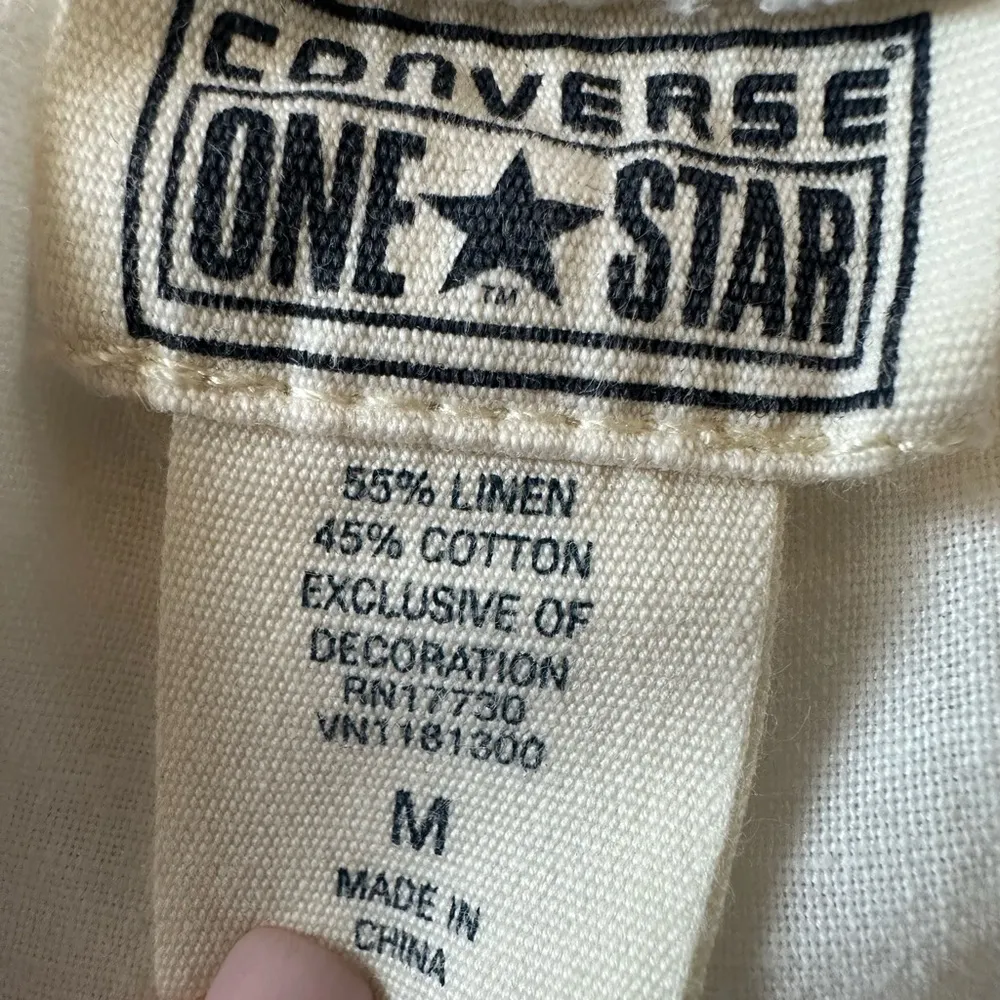 CONVERSE
ONE ★ STAR
TM
55% LINEN
45% COTTON
EXCLUSIVE OF
DECORATION
RN17730
VN1181300
M
MADE IN
CHINA